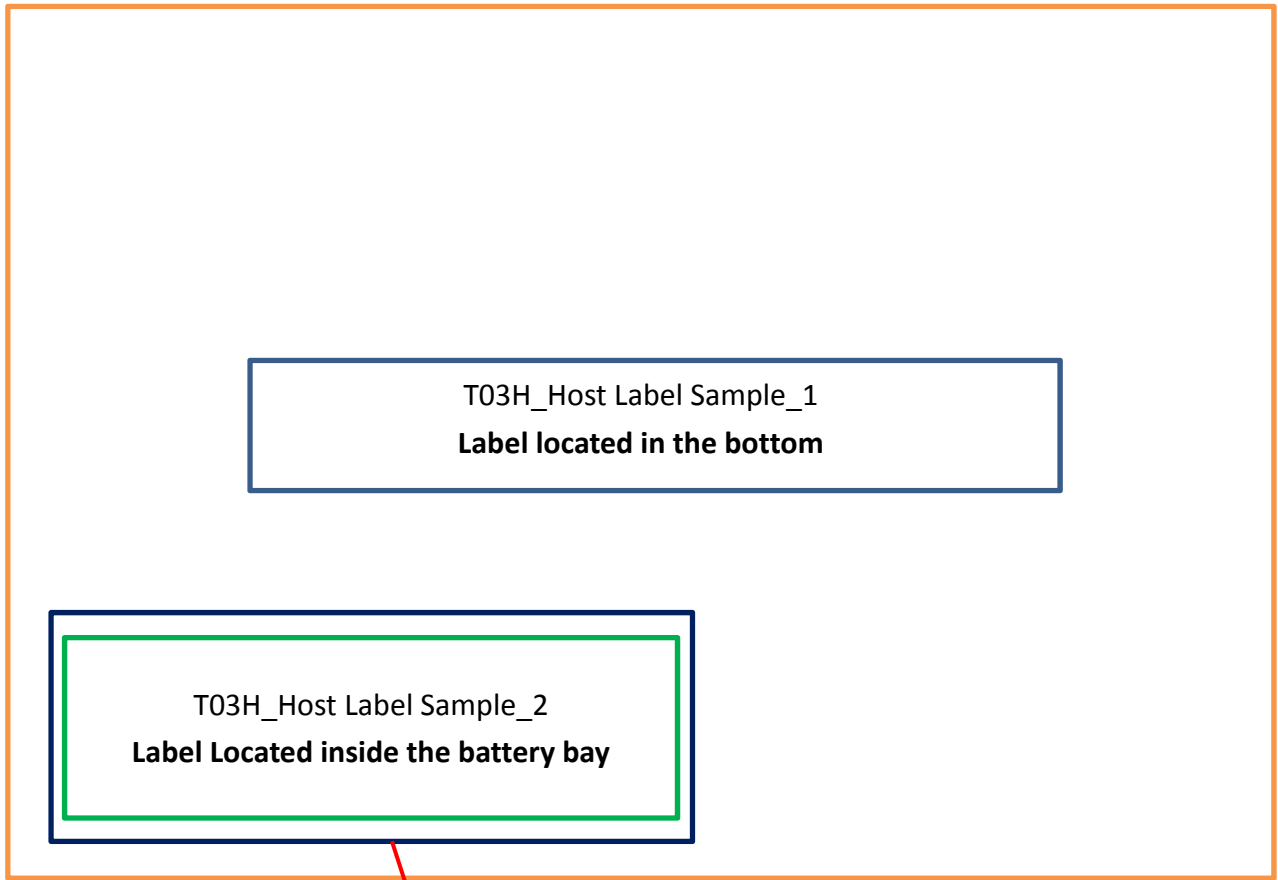 T03H_Host Label Sample_1
Label located in the bottom
T03H_Host Label Sample_2
Label Located inside the battery bay